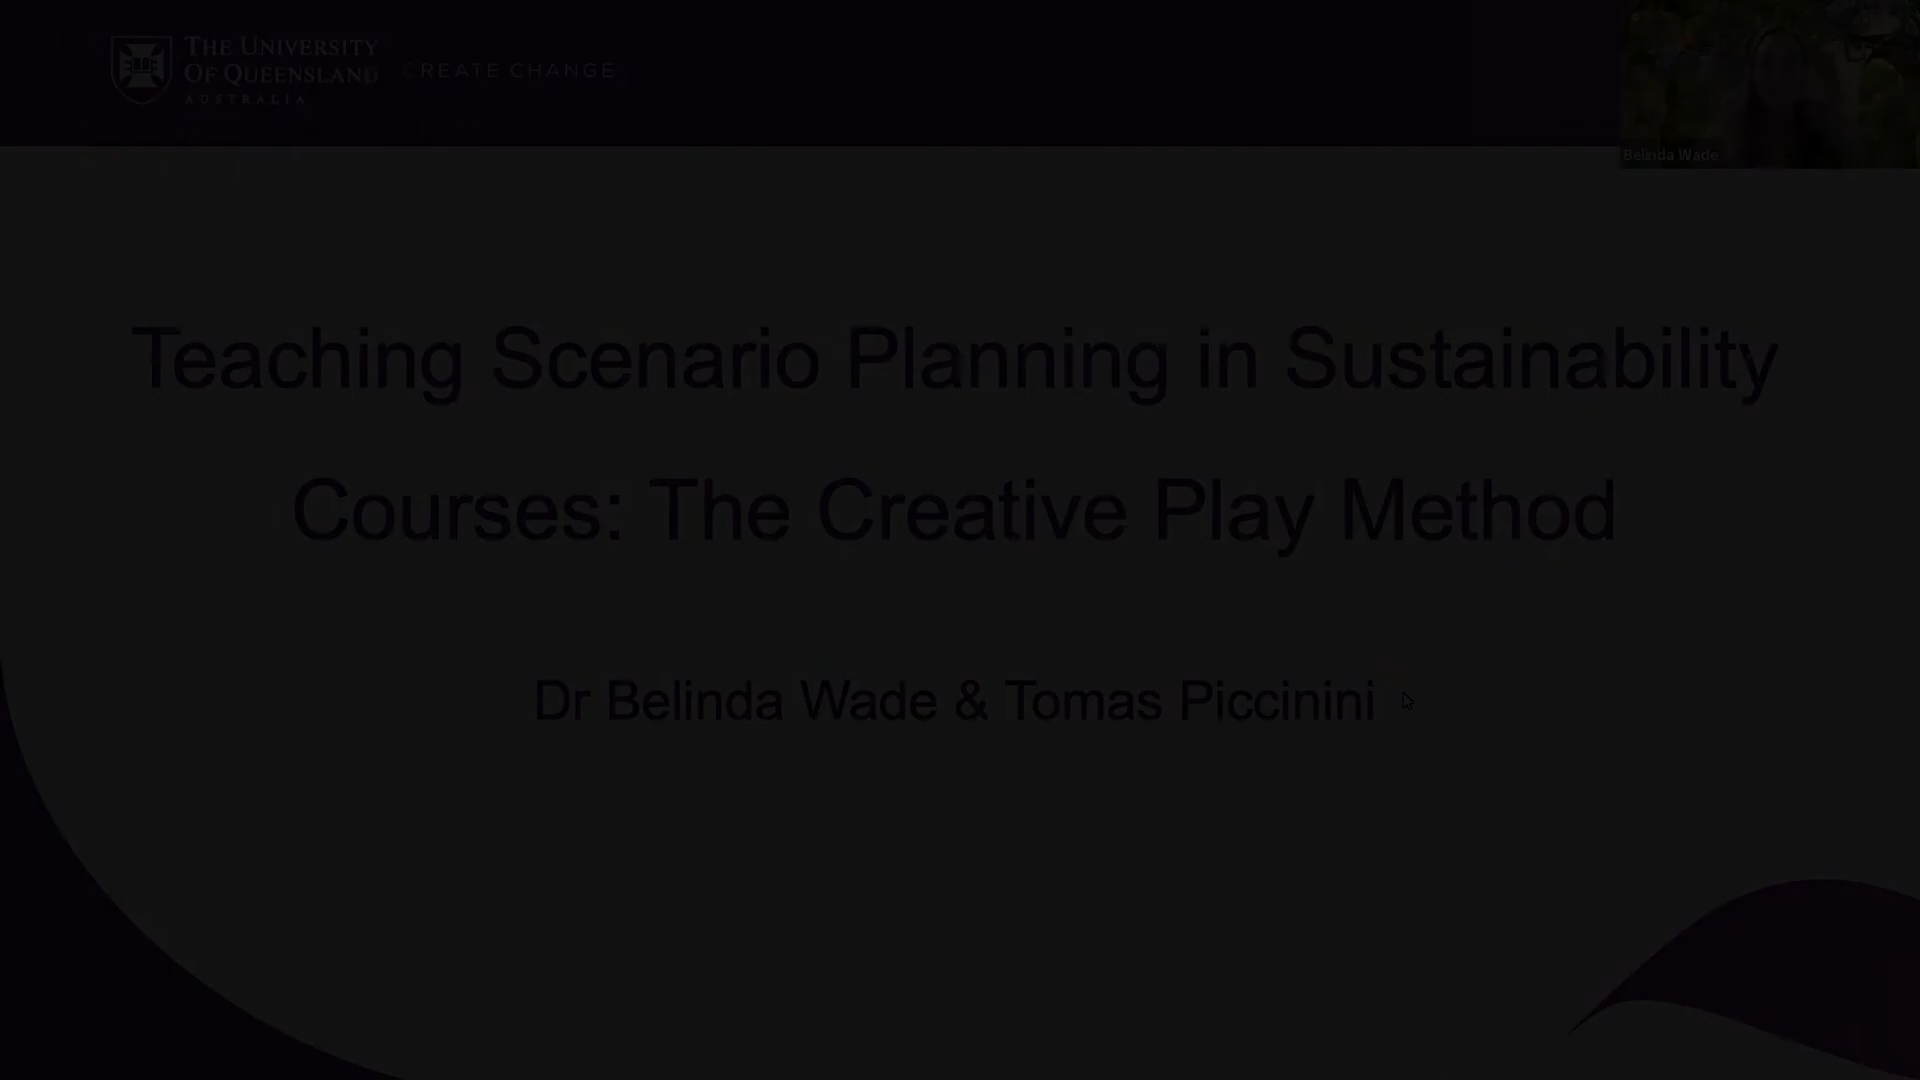 THE UNIVERSITY
OF QUEENSLAND
AUSTRALIA
CREATE CHANGE
Belinda Wade
Teaching Scenario Planning in Sustainability
Courses: The Creative Play Method
Dr Belinda Wade & Tomas Piccinini